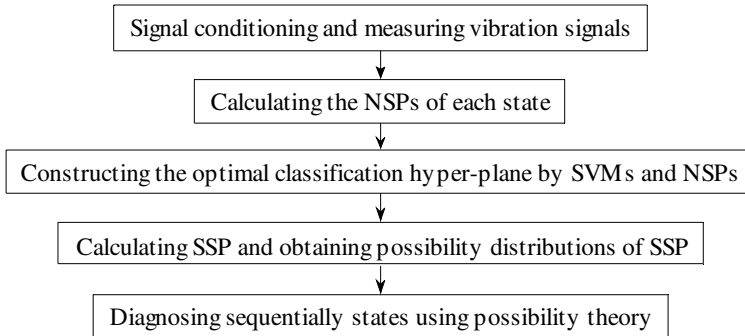 Signal conditioning and measuring vibration signals
Calculating the NSPs of each state
Constructing the optimal classification hyper-plane by SVMs and NSPs
Calculating SSP and obtaining possibility distributions of SSP
Diagnosing sequentially states using possibility theory